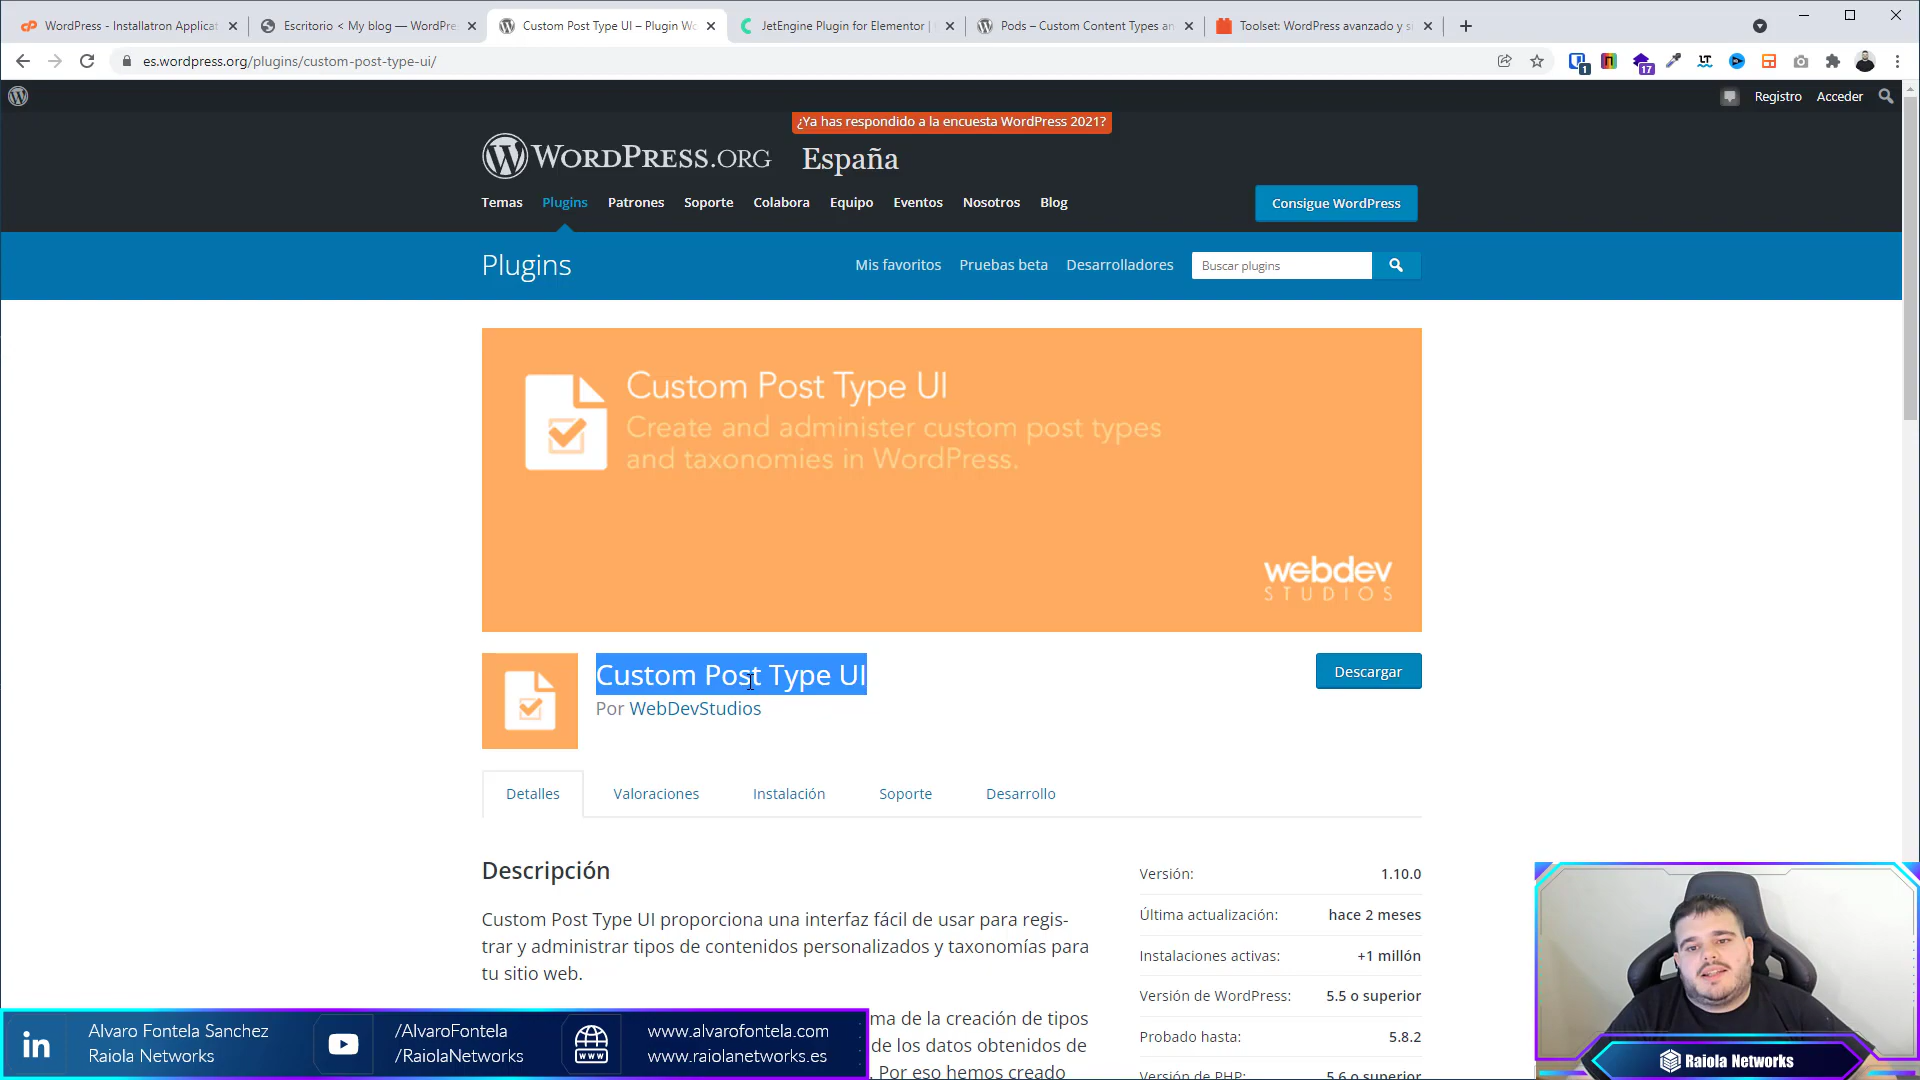 WordPress - Installatron Applicat
Escritorio < My blog — WordPre
Custom Post Type UI – Plugin Wo
JetEngine Plugin for Elementor |
Pods – Custom Content Types an
Toolset: WordPress avanzado y s
es.wordpress.org/plugins/custom-post-type-ui/
1
17
Registro
Acceder
¿Ya has respondido a la encuesta WordPress 2021?
WORDPRESS.ORG
España
Temas
Plugins
Patrones
Soporte
Colabora
Equipo
Eventos
Nosotros
Blog
Consigue WordPress
Plugins
Mis favoritos
Pruebas beta
Desarrolladores
Buscar plugins
Custom Post Type UI
Create and administer custom post types
and taxonomies in WordPress.
webdev
STUDIOS
Custom Post Type UI
Por WebDevStudios
Descargar
Detalles
Valoraciones
Instalación
Soporte
Desarrollo
Descripción
Custom Post Type UI proporciona una interfaz fácil de usar para regis-
trar y administrar tipos de contenidos personalizados y taxonomías para
tu sitio web.
ma de la creación de tipos
de los datos obtenidos de
. Por eso hemos creado
Versión: 1.10.0
Última actualización: hace 2 meses
Instalaciones activas: +1 millón
Versión de WordPress: 5.5 o superior
Probado hasta: 5.8.2
Versión de PHP: 5.6 o superior
in
Alvaro Fontela Sanchez
Raiola Networks
/AlvaroFontela
/RaiolaNetworks
www
www.alvarofontela.com
www.raiolanetworks.es
Raiola Networks